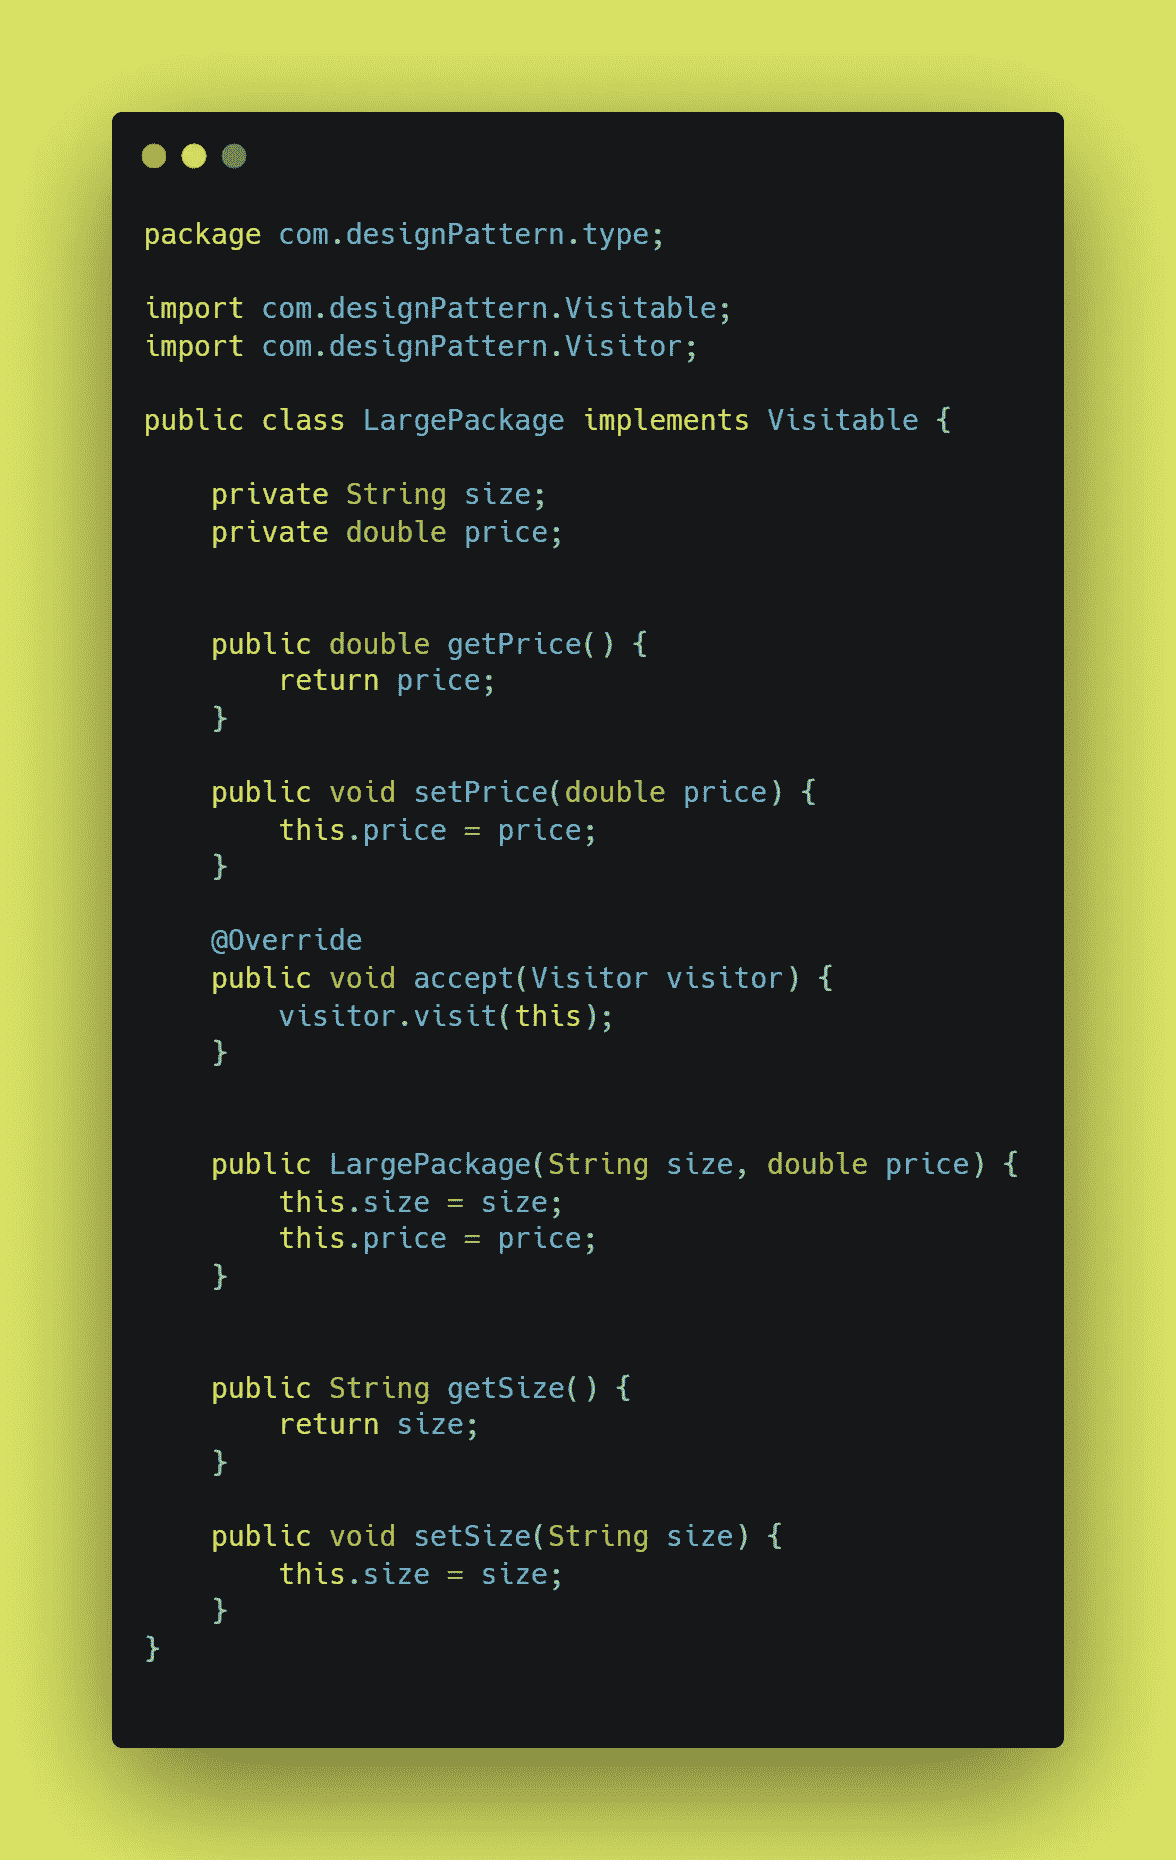 package com.designPattern.type;
import com.designPattern.Visitable;
import com.designPattern.Visitor;
public class LargePackage implements Visitable {
private String size;
private double price;
public double getPrice() {
return price;
}
public void setPrice(double price) {
this.price = price;
}
@Override
public void accept(Visitor visitor) {
visitor.visit(this);
}
public LargePackage(String size, double price) {
this.size = size;
this.price = price;
}
public String getSize() {
return size;
}
public void setSize(String size) {
this.size = size;
}
}